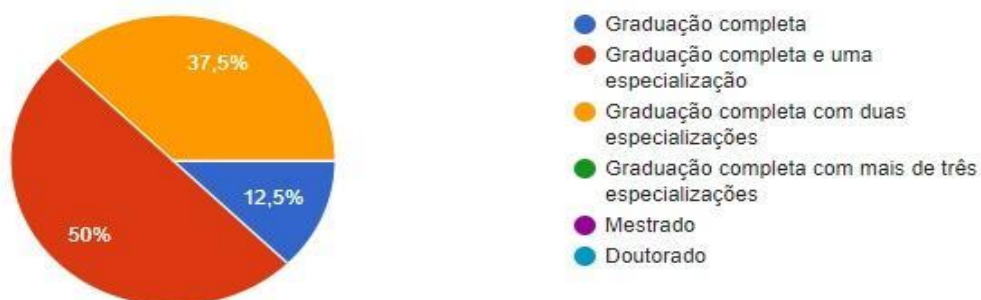 37,5%
12,5%
50%
Graduação completa
Graduação completa e uma
especialização
Graduação completa com duas
especializações
Graduação completa com mais de três
especializações
Mestrado
Doutorado